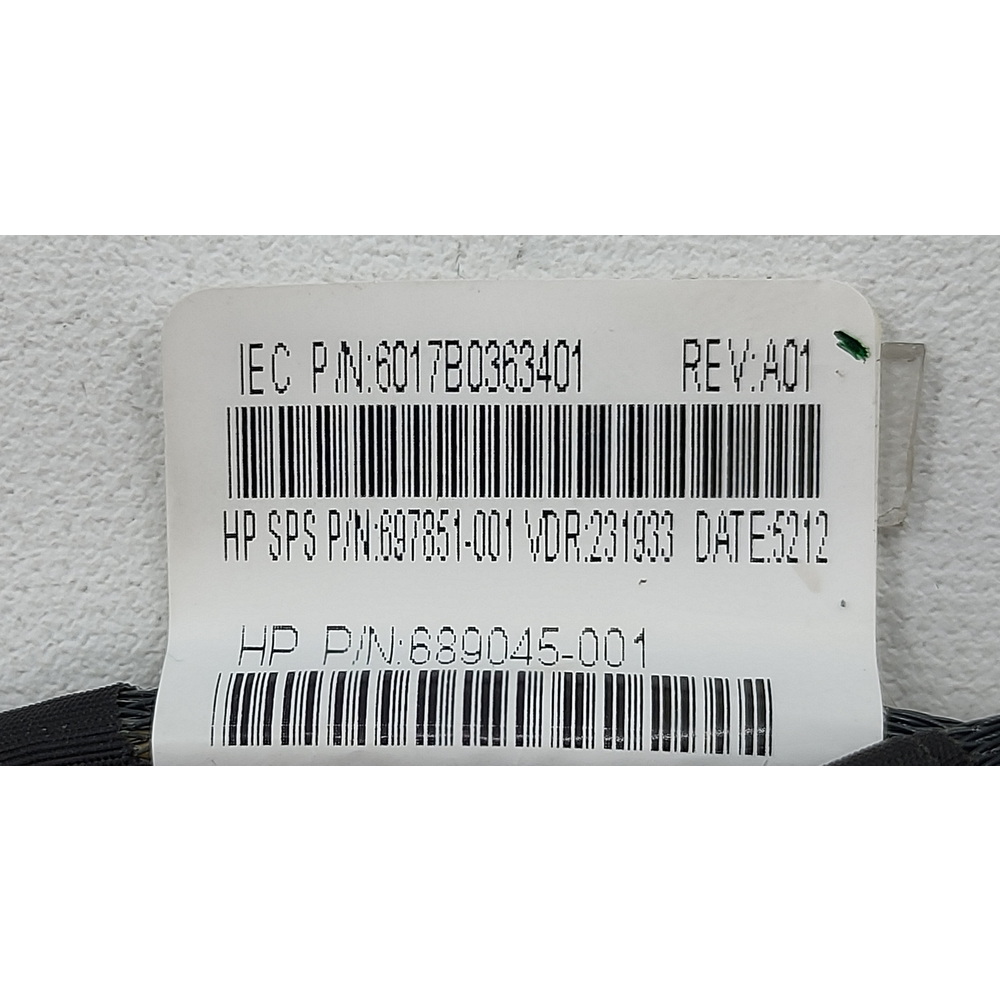 IEC P/N:6017B0363401 REV:A01
HP SPS P/N:697851-001 VDR:231933 DATE:5212
HP P/N:689045-001